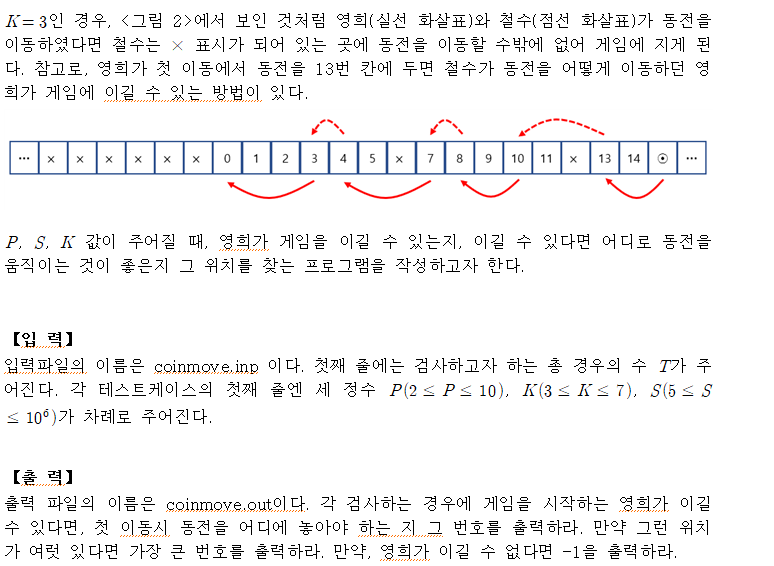 K=3인 경우, <그림 2>에서 보인 것처럼 영희(실선 화살표)와 철수(점선 화살표)가 동전을
이동하였다면 철수는 × 표시가 되어 있는 곳에 동전을 이동할 수밖에 없어 게임에 지게 된
다. 참고로, 영희가 첫 이동에서 동전을 13번 칸에 두면 철수가 동전을 어떻게 이동하던 영
희가 게임에 이길 수 있는 방법이 있다.
… × × × × × × 0 1 2 3 4 5 × 7 8 9 10 11 × 13 14 ⊙ …
P, S, K 값이 주어질 때, 영희가 게임을 이길 수 있는지, 이길 수 있다면 어디로 동전을
움직이는 것이 좋은지 그 위치를 찾는 프로그램을 작성하고자 한다.
【입 력】
입력파일의 이름은 coinmove.inp 이다. 첫째 줄에는 검사하고자 하는 총 경우의 수 T가 주
어진다. 각 테스트케이스의 첫째 줄엔 세 정수 P(2 ≤ P ≤ 10), K(3 ≤ K ≤ 7), S(5 ≤ S
≤ 10⁶)가 차례로 주어진다.
【출 력】
출력 파일의 이름은 coinmove.out이다. 각 검사하는 경우에 게임을 시작하는 영희가 이길
수 있다면, 첫 이동시 동전을 어디에 놓아야 하는 지 그 번호를 출력하라. 만약 그런 위치
가 여럿 있다면 가장 큰 번호를 출력하라. 만약, 영희가 이길 수 없다면 -1을 출력하라.